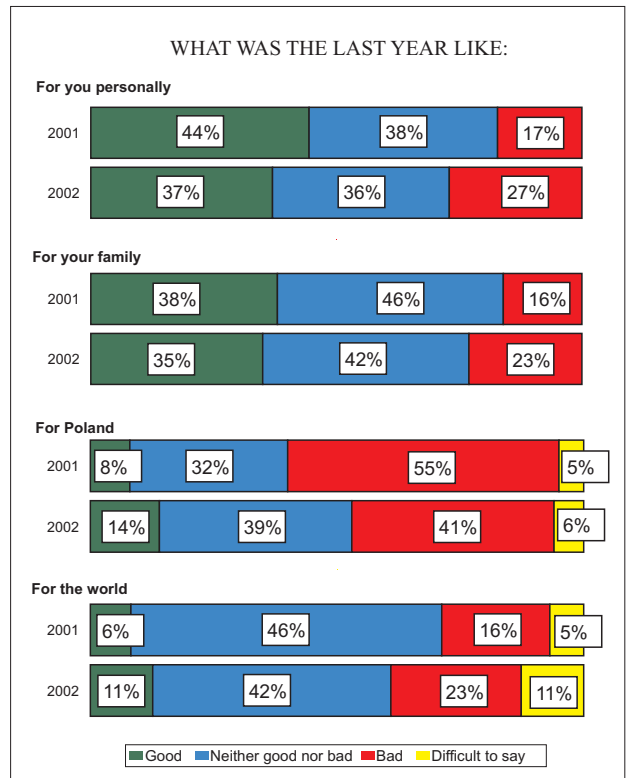 WHAT WAS THE LAST YEAR LIKE:
For you personally
2001 44% 38% 17%
2002 37% 36% 27%
For your family
2001 38% 46% 16%
2002 35% 42% 23%
For Poland
2001 8% 32% 55% 5%
2002 14% 39% 41% 6%
For the world
2001 6% 46% 16% 5%
2002 11% 42% 23% 11%
Good Neither good nor bad Bad Difficult to say